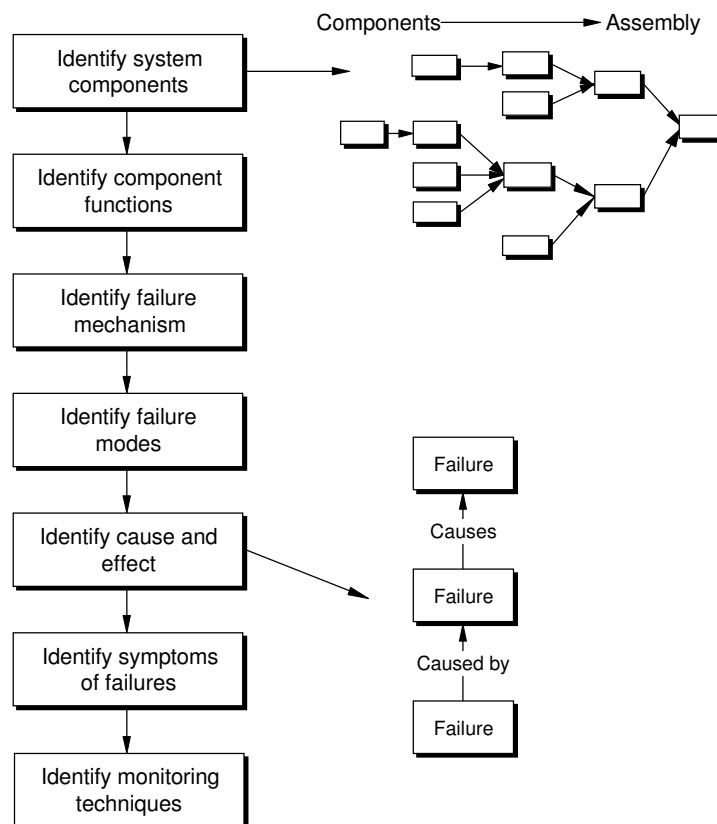 Components
Assembly
Identify system
components
Identify component
functions
Identify failure
mechanism
Identify failure
modes
Identify cause and
effect
Identify symptoms
of failures
Identify monitoring
techniques
Failure
Causes
Failure
Caused by
Failure